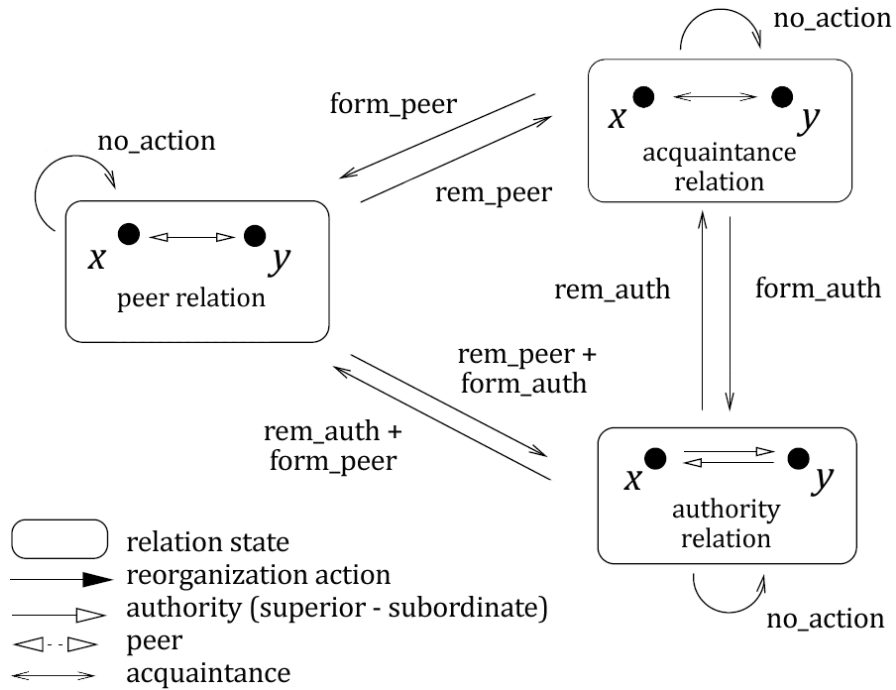 no_action
x
y
acquaintance
relation
form_peer
rem_peer
no_action
x
y
peer relation
rem_auth
form_auth
rem_peer +
form_auth
rem_auth +
form_peer
x
y
authority
relation
no_action
relation state
reorganization action
authority (superior - subordinate)
peer
acquaintance